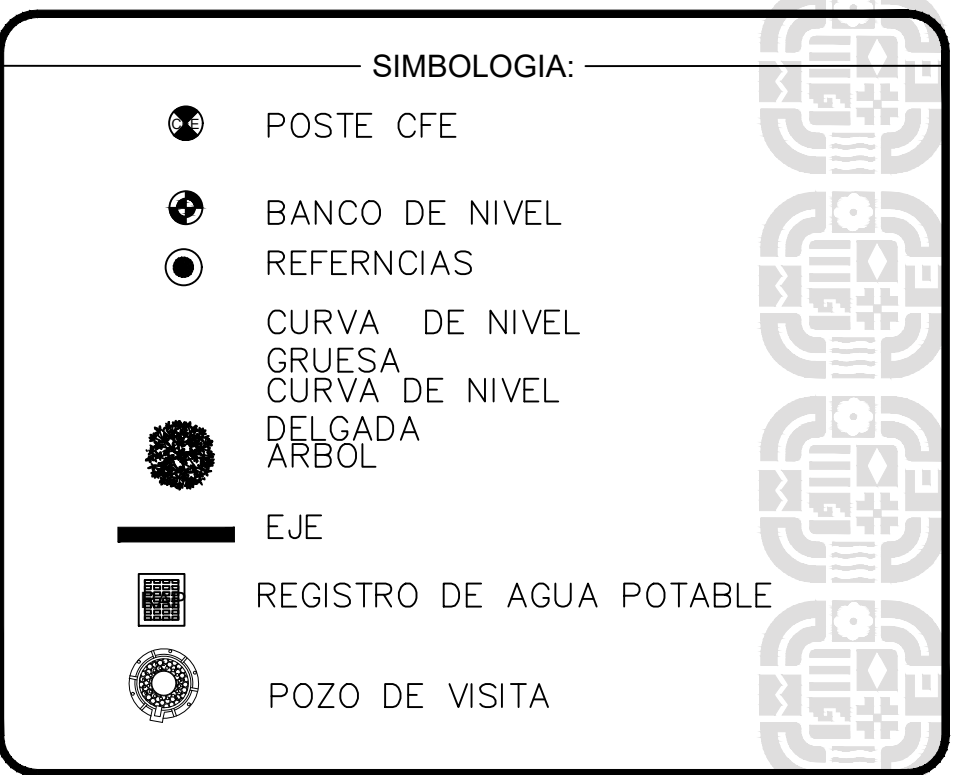 SIMBOLOGIA:
CFE POSTE CFE
BANCO DE NIVEL
REFERNCIAS
CURVA DE NIVEL
GRUESA
CURVA DE NIVEL
DELGADA
ARBOL
EJE
RAP REGISTRO DE AGUA POTABLE
POZO DE VISITA